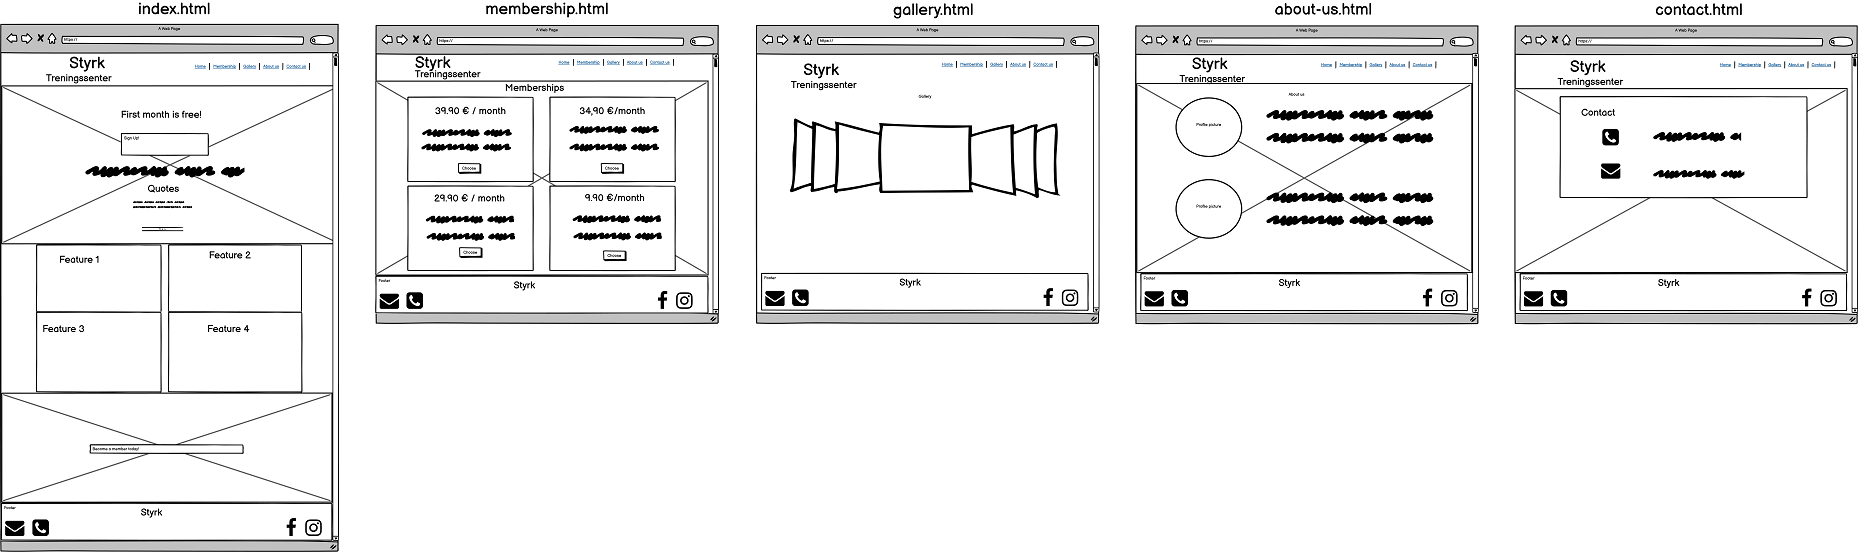 index.html
A Web Page
https://
Styrk
Treningssenter
Home Membership Gallery About us Contact us
First month is free!
Sign Up!
Quotes
Feature 1
Feature 2
Feature 3
Feature 4
Become a member today!
Footer
Styrk
membership.html
A Web Page
https://
Styrk
Treningssenter
Home Membership Gallery About us Contact us
Memberships
39.90 € / month
Choose
34,90 €/month
Choose
29.90 € / month
Choose
9.90 €/month
Choose
Footer
Styrk
gallery.html
A Web Page
https://
Styrk
Treningssenter
Home Membership Gallery About us Contact us
Gallery
Footer
Styrk
about-us.html
A Web Page
https://
Styrk
Treningssenter
Home Membership Gallery About us Contact us
About us
Profile picture
Profile picture
Footer
Styrk
contact.html
A Web Page
https://
Styrk
Treningssenter
Home Membership Gallery About us Contact us
Contact
Footer
Styrk